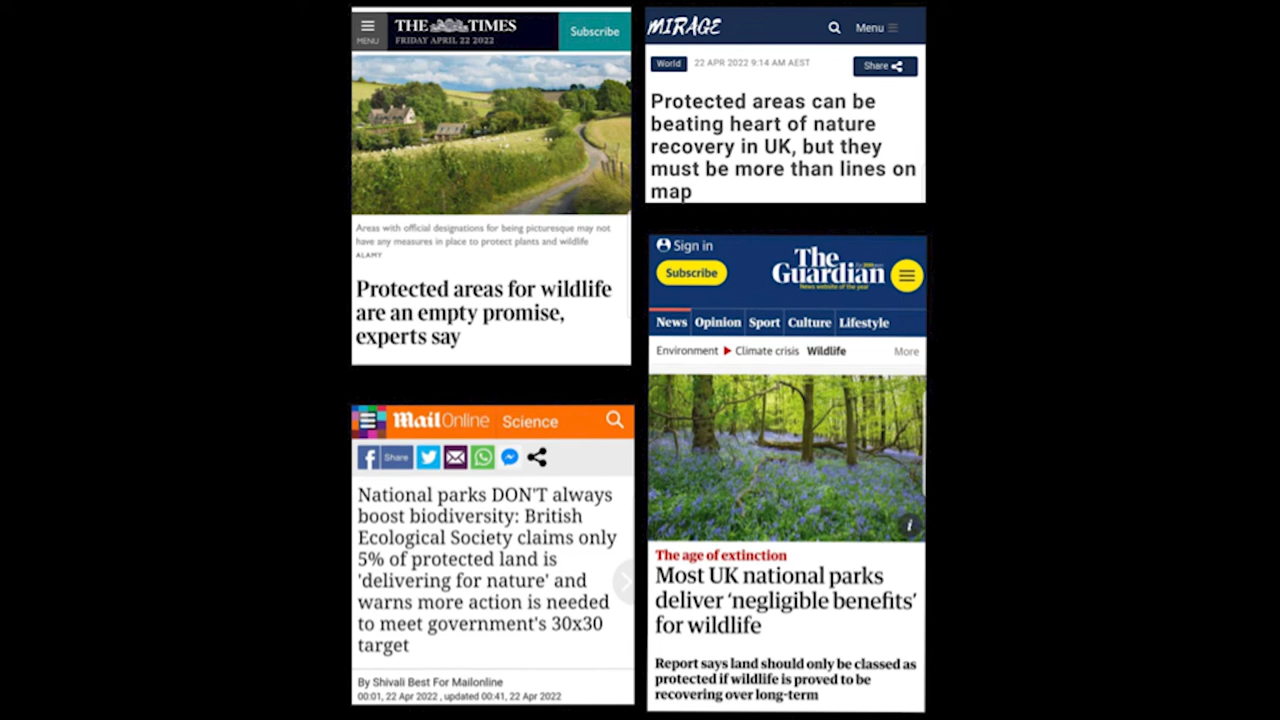 MENU
THE TIMES
FRIDAY APRIL 22 2022
Subscribe
Areas with official designations for being picturesque may not
have any measures in place to protect plants and wildlife
ALAMY
Protected areas for wildlife
are an empty promise,
experts say
MIRAGE
Menu
World
22 APR 2022 9:14 AM AEST
Share
Protected areas can be
beating heart of nature
recovery in UK, but they
must be more than lines on
map
Mail Online Science
Share
National parks DON'T always
boost biodiversity: British
Ecological Society claims only
5% of protected land is
'delivering for nature' and
warns more action is needed
to meet government's 30x30
target
By Shivali Best For Mailonline
00:01, 22 Apr 2022 , updated 00:41, 22 Apr 2022
Sign in
Subscribe
The
Guardian
News website of the year
News Opinion Sport Culture Lifestyle
Environment Climate crisis Wildlife More
i
The age of extinction
Most UK national parks
deliver ‘negligible benefits’
for wildlife
Report says land should only be classed as
protected if wildlife is proved to be
recovering over long-term